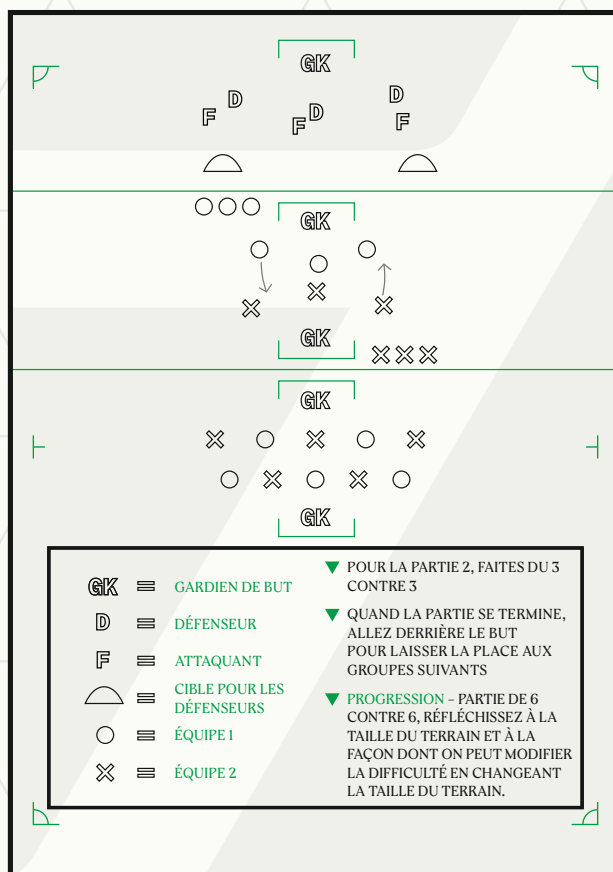 GK
D D D
F F F
GK
GK
GK
GK
GK = GARDIEN DE BUT
D = DÉFENSEUR
F = ATTAQUANT
= CIBLE POUR LES
DÉFENSEURS
= ÉQUIPE 1
= ÉQUIPE 2
POUR LA PARTIE 2, FAITES DU 3
CONTRE 3
QUAND LA PARTIE SE TERMINE,
ALLEZ DERRIÈRE LE BUT
POUR LAISSER LA PLACE AUX
GROUPES SUIVANTS
PROGRESSION – PARTIE DE 6
CONTRE 6, RÉFLÉCHISSEZ À LA
TAILLE DU TERRAIN ET À LA
FAÇON DONT ON PEUT MODIFIER
LA DIFFICULTÉ EN CHANGEANT
LA TAILLE DU TERRAIN.